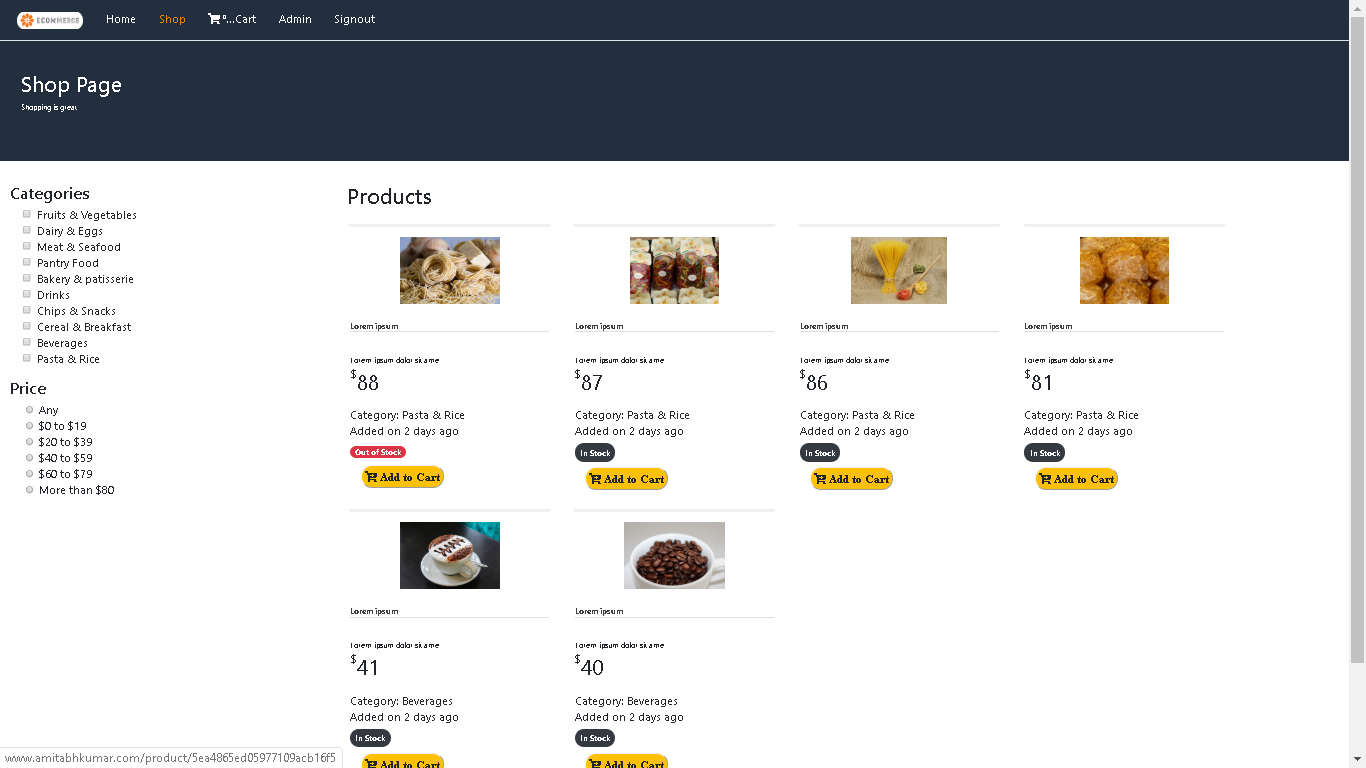 ECOMMERCE Home Shop ...Cart Admin Signout
Shop Page
Shopping is great
Categories
Fruits & Vegetables
Dairy & Eggs
Meat & Seafood
Pantry Food
Bakery & patisserie
Drinks
Chips & Snacks
Cereal & Breakfast
Beverages
Pasta & Rice
Price
Any
$0 to $19
$20 to $39
$40 to $59
$60 to $79
More than $80
Products
Lorem ipsum
Lorem ipsum dolor sit ame
$88
Category: Pasta & Rice
Added on 2 days ago
Out of Stock
Add to Cart
Lorem ipsum
Lorem ipsum dolor sit ame
$87
Category: Pasta & Rice
Added on 2 days ago
In Stock
Add to Cart
Lorem ipsum
Lorem ipsum dolor sit ame
$86
Category: Pasta & Rice
Added on 2 days ago
In Stock
Add to Cart
Lorem ipsum
Lorem ipsum dolor sit ame
$81
Category: Pasta & Rice
Added on 2 days ago
In Stock
Add to Cart
Lorem ipsum
Lorem ipsum dolor sit ame
$41
Category: Beverages
Added on 2 days ago
In Stock
Add to Cart
Lorem ipsum
Lorem ipsum dolor sit ame
$40
Category: Beverages
Added on 2 days ago
In Stock
Add to Cart
www.amitabhkumar.com/product/5ea4865ed05977109acb16f5